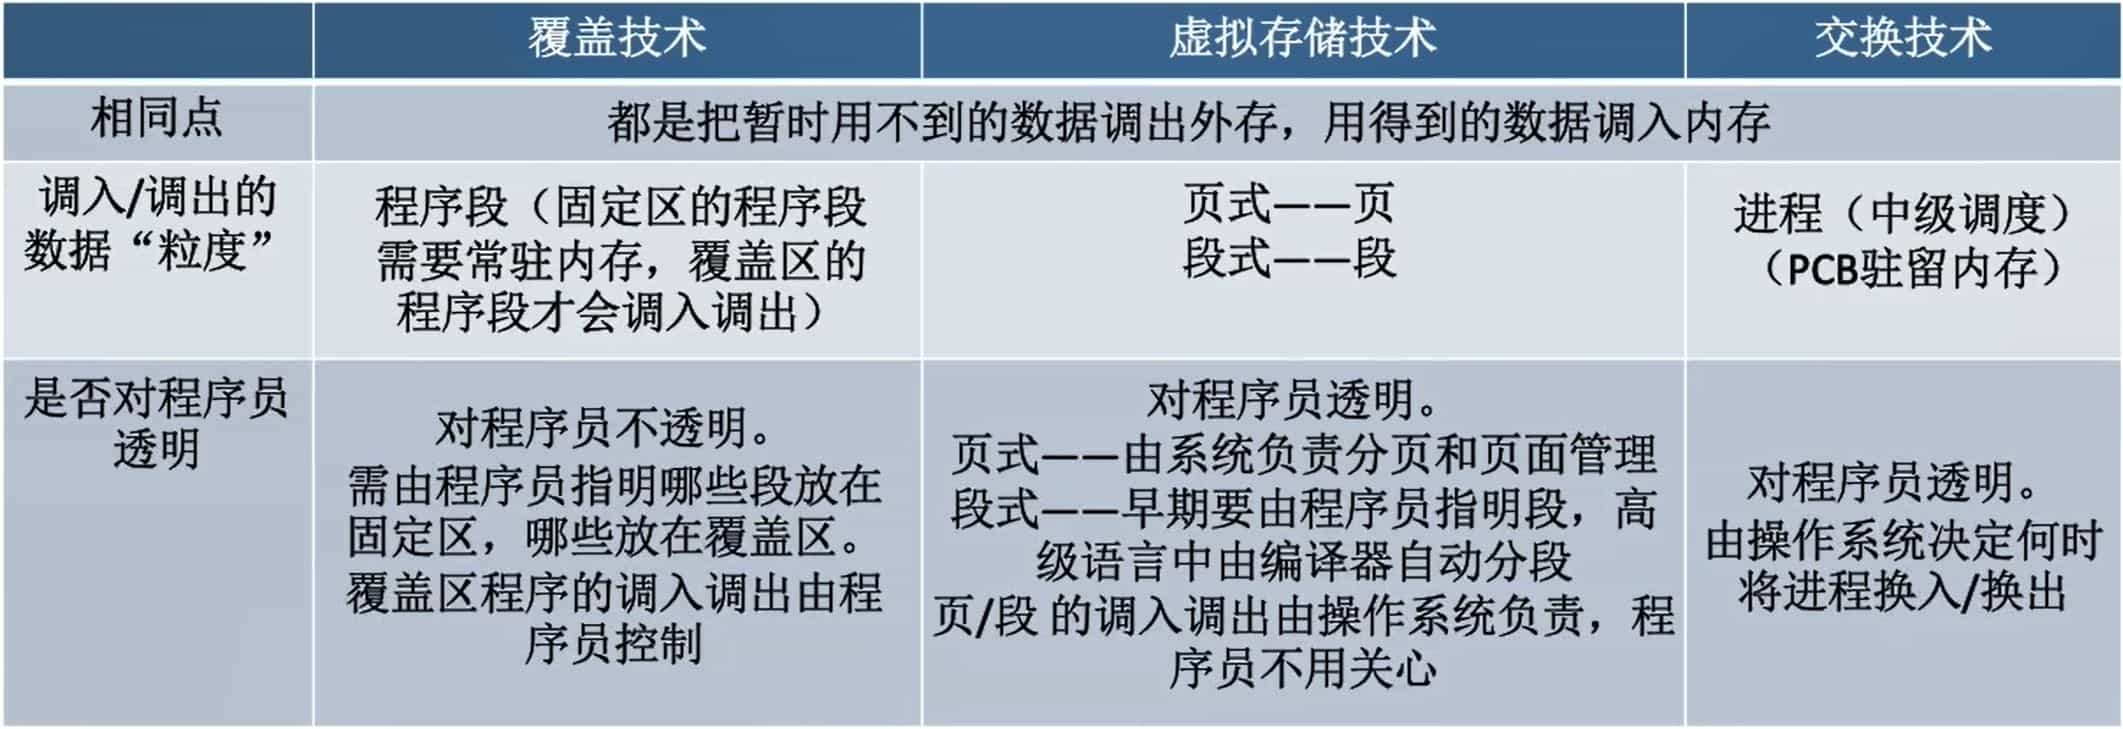 覆盖技术
虚拟存储技术
交换技术
相同点
都是把暂时用不到的数据调出外存，用得到的数据调入内存
调入/调出的
数据“粒度”
程序段（固定区的程序段
需要常驻内存，覆盖区的
程序段才会调入调出）
页式——页
段式——段
进程（中级调度）
（PCB驻留内存）
是否对程序员
透明
对程序员不透明。
需由程序员指明哪些段放在
固定区，哪些放在覆盖区。
覆盖区程序的调入调出由程
序员控制
对程序员透明。
页式——由系统负责分页和页面管理
段式——早期要由程序员指明段，高
级语言中由编译器自动分段
页/段 的调入调出由操作系统负责，程
序员不用关心
对程序员透明。
由操作系统决定何时
将进程换入/换出